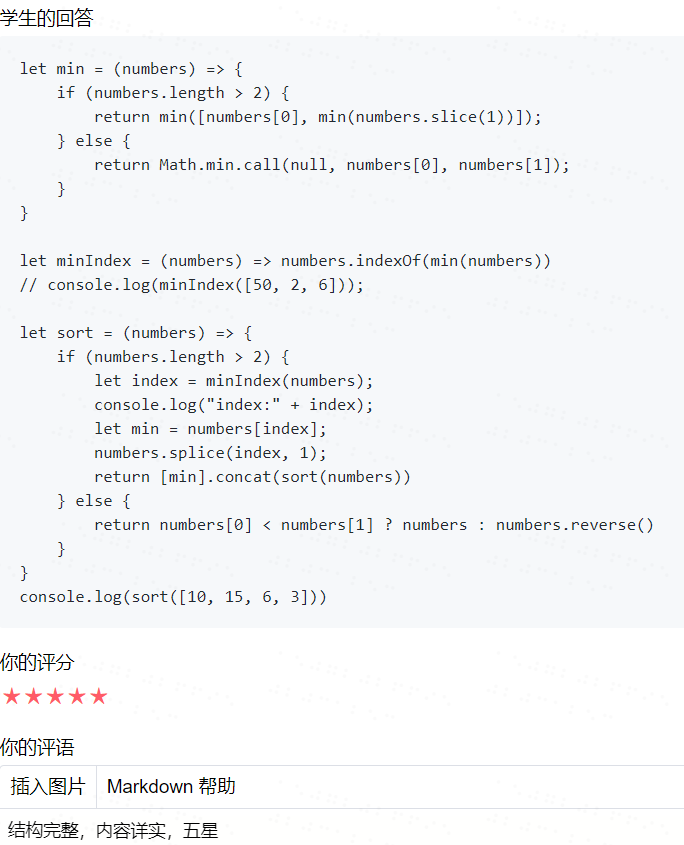 学生的回答
let min = (numbers) => {
    if (numbers.length > 2) {
        return min([numbers[0], min(numbers.slice(1))]);
    } else {
        return Math.min.call(null, numbers[0], numbers[1]);
    }
}
let minIndex = (numbers) => numbers.indexOf(min(numbers))
// console.log(minIndex([50, 2, 6]));
let sort = (numbers) => {
    if (numbers.length > 2) {
        let index = minIndex(numbers);
        console.log("index:" + index);
        let min = numbers[index];
        numbers.splice(index, 1);
        return [min].concat(sort(numbers))
    } else {
        return numbers[0] < numbers[1] ? numbers : numbers.reverse()
    }
}
console.log(sort([10, 15, 6, 3]))
你的评分
★★★★★
你的评语
插入图片 Markdown 帮助
结构完整，内容详实，五星